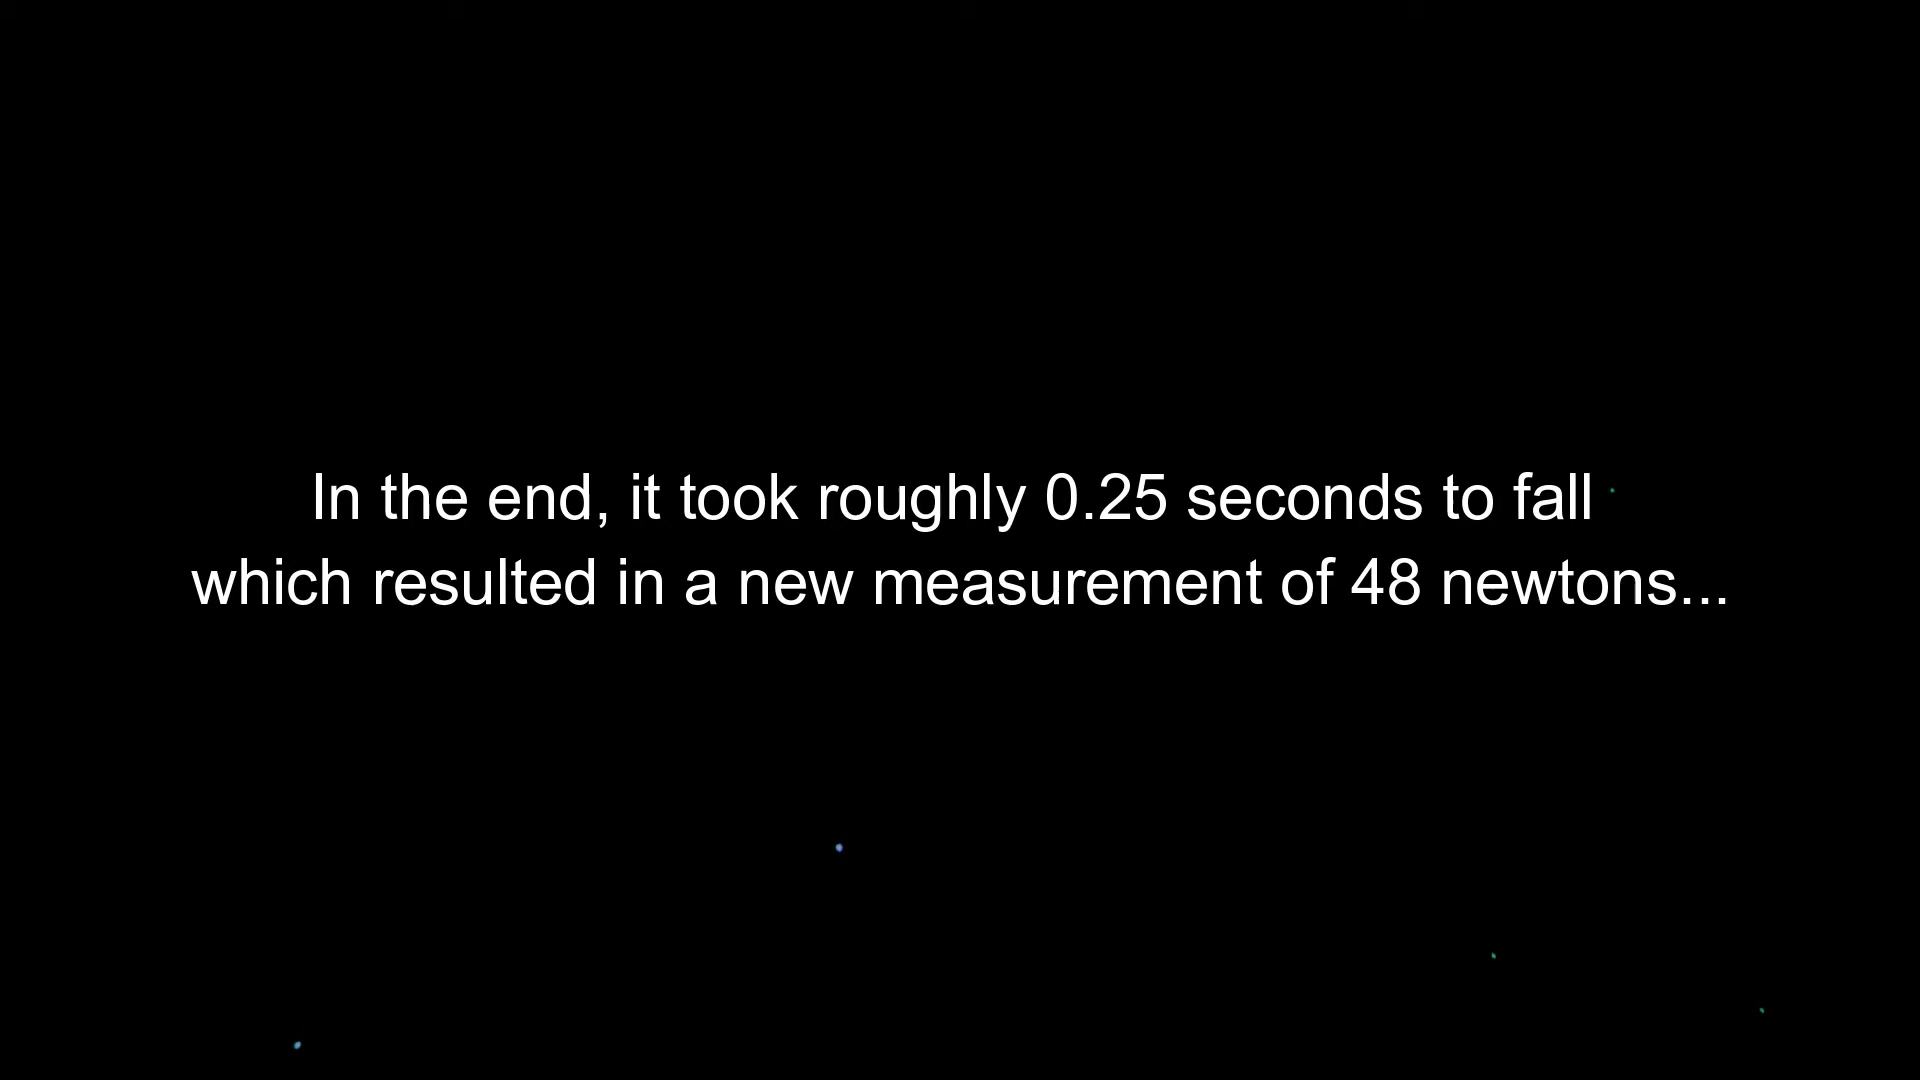 In the end, it took roughly 0.25 seconds to fall
which resulted in a new measurement of 48 newtons...